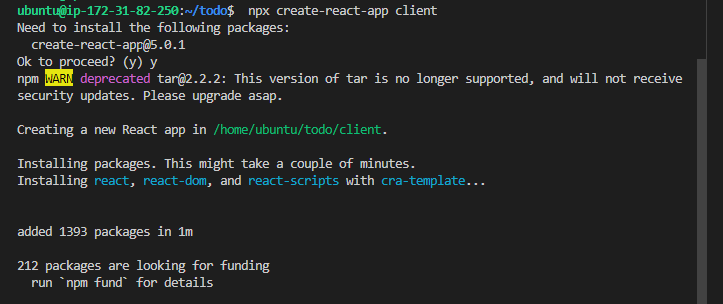 ubuntu@ip-172-31-82-250:~/todo$  npx create-react-app client
Need to install the following packages:
  create-react-app@5.0.1
Ok to proceed? (y) y
npm WARN deprecated tar@2.2.2: This version of tar is no longer supported, and will not receive
security updates. Please upgrade asap.

Creating a new React app in /home/ubuntu/todo/client.

Installing packages. This might take a couple of minutes.
Installing react, react-dom, and react-scripts with cra-template...


added 1393 packages in 1m

212 packages are looking for funding
  run `npm fund` for details